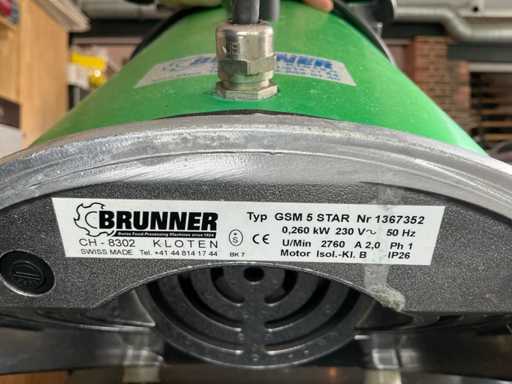 BRUNNER
BRUNNER
Swiss Food Processing Machines since 1924
CH - 8302 KLOTEN
SWISS MADE Tel. +41 44 814 17 44
S
CE
BK 7
Typ GSM 5 STAR Nr 1367352
0,260 kW 230 V~ 50 Hz
U/Min 2760 A 2,0 Ph 1
Motor Isol.-Kl. B IP26